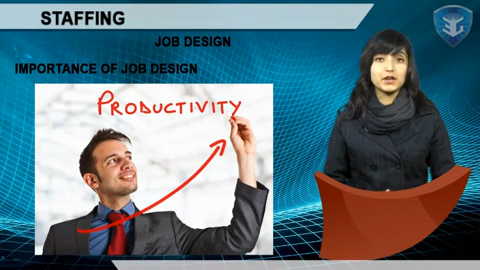 STAFFING
JOB DESIGN
IMPORTANCE OF JOB DESIGN
PRODUCTIVITY